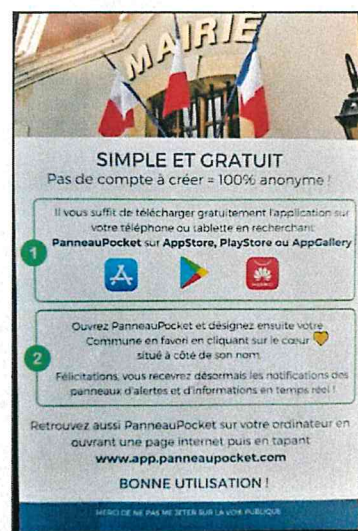 MAIRIE
SIMPLE ET GRATUIT
Pas de compte à créer = 100% anonyme !
1
Il vous suffit de télécharger gratuitement l'application sur
votre téléphone ou tablette en recherchant
PanneauPocket sur AppStore, PlayStore ou AppGallery
HUAWEI
2
Ouvrez PanneauPocket et désignez ensuite votre
Commune en favori en cliquant sur le cœur
situé à côté de son nom.
Félicitations, vous recevrez désormais les notifications des
panneaux d'alertes et d'informations en temps réel !
Retrouvez aussi PanneauPocket sur votre ordinateur en
ouvrant une page internet puis en tapant
www.app.panneaupocket.com
BONNE UTILISATION !
MERCI DE NE PAS ME JETER SUR LA VOIE PUBLIQUE